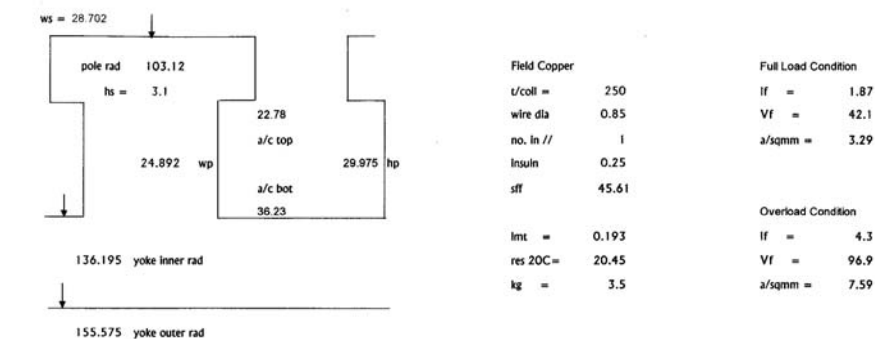 ws = 28.702
pole rad 103.12
hs = 3.1
22.78
a/c top
24.892 wp
29.975 hp
a/c bot
36.23
136.195 yoke inner rad
155.575 yoke outer rad
Field Copper
t/coll = 250
wire dia 0.85
no. in // 1
Insuln 0.25
sff 45.61
lmt = 0.193
res 20C= 20.45
kg = 3.5
Full Load Condition
If = 1.87
Vf = 42.1
a/sqmm = 3.29
Overload Condition
If = 4.3
Vf = 96.9
a/sqmm = 7.59